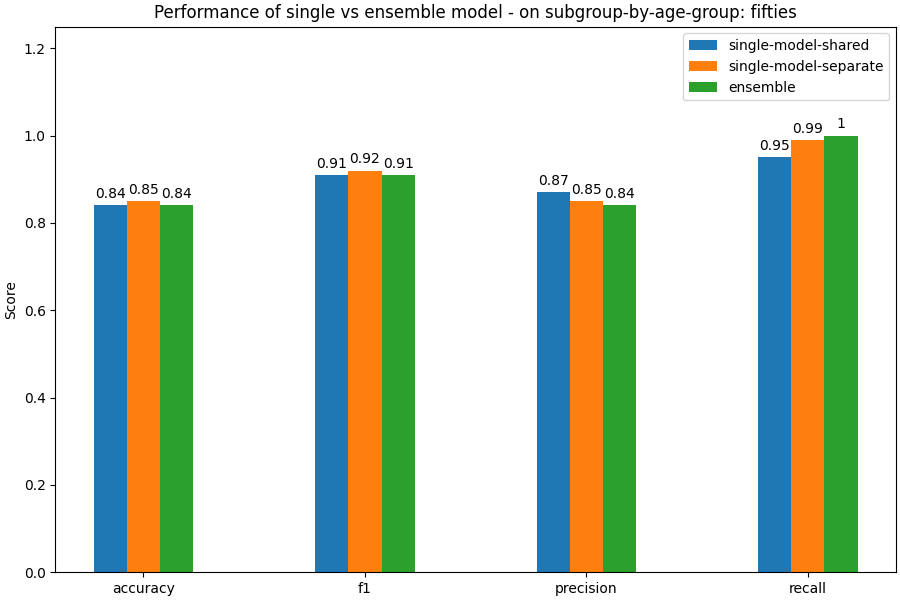 Performance of single vs ensemble model - on subgroup-by-age-group: fifties
single-model-shared
single-model-separate
ensemble
Score
1.2
1.0
0.8
0.6
0.4
0.2
0.0
0.84 0.85 0.84
0.91 0.92 0.91
0.87 0.85 0.84
0.95 0.99 1
accuracy f1 precision recall